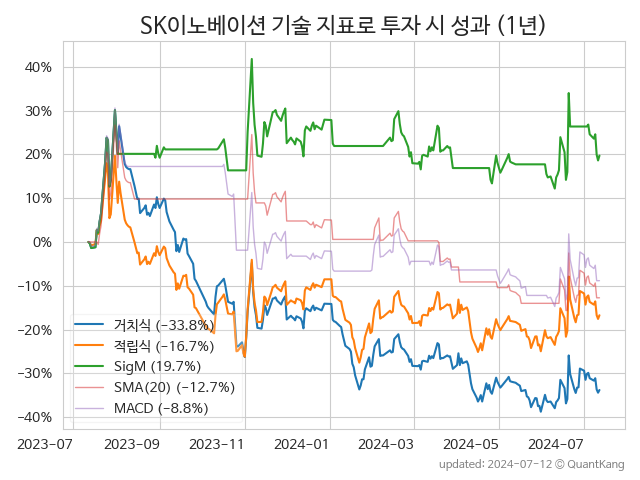 SK이노베이션 기술 지표로 투자 시 성과 (1년)
40%
30%
20%
10%
0%
−10%
−20%
−30%
−40%
거치식 (−33.8%)
적립식 (−16.7%)
SigM (19.7%)
SMA(20) (−12.7%)
MACD (−8.8%)
2023-07 2023-09 2023-11 2024-01 2024-03 2024-05 2024-07
updated: 2024-07-12 © QuantKang